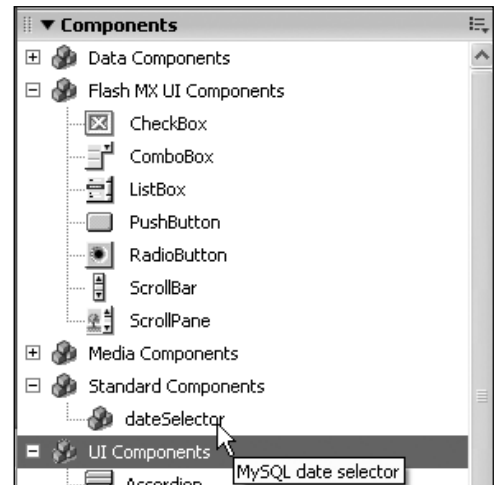 Components
Data Components
Flash MX UI Components
CheckBox
ComboBox
ListBox
PushButton
RadioButton
ScrollBar
ScrollPane
Media Components
Standard Components
dateSelector
UI Components
MySQL date selector
Accordion